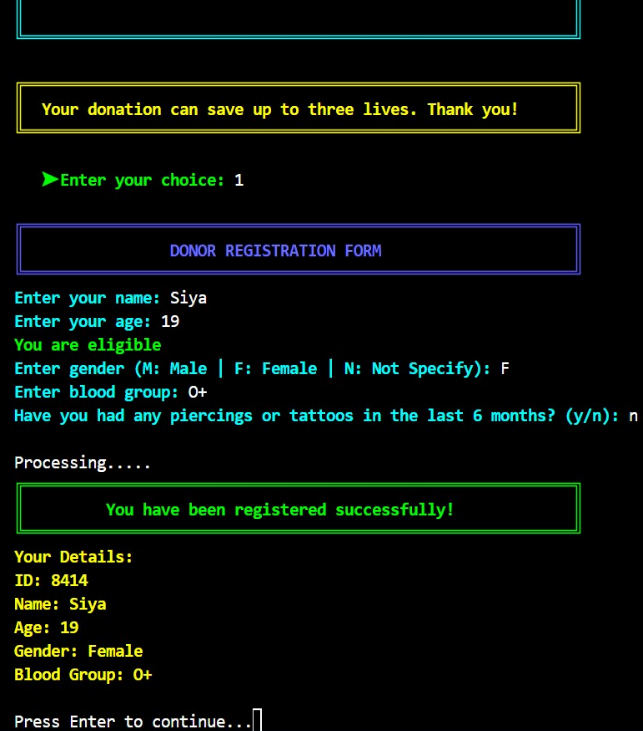 Your donation can save up to three lives. Thank you!
➤Enter your choice: 1
DONOR REGISTRATION FORM
Enter your name: Siya
Enter your age: 19
You are eligible
Enter gender (M: Male | F: Female | N: Not Specify): F
Enter blood group: O+
Have you had any piercings or tattoos in the last 6 months? (y/n): n
Processing.....
You have been registered successfully!
Your Details:
ID: 8414
Name: Siya
Age: 19
Gender: Female
Blood Group: O+
Press Enter to continue...